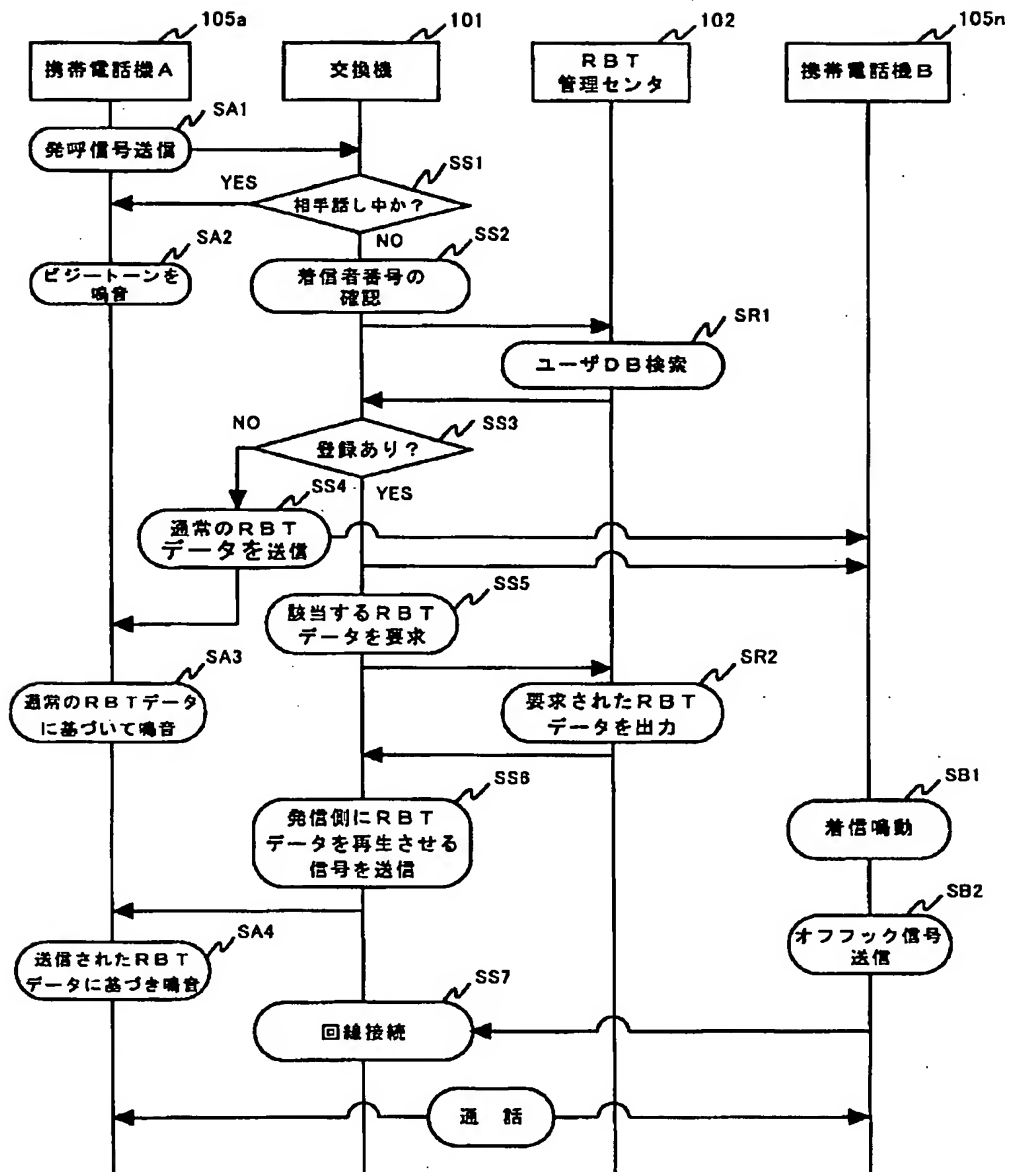 105a
101
102
105n
携帯電話機A
交換機
RBT
管理センタ
携帯電話機B
SA1
発呼信号送信
SS1
YES
相手話し中か?
NO
SA2
ビジートーンを
鳴音
SS2
着信者番号の
確認
SR1
ユーザDB検索
NO
SS3
登録あり?
YES
SS4
通常のRBT
データを送信
SS5
該当するRBT
データを要求
SA3
通常のRBTデータ
に基づいて鳴音
SR2
要求されたRBT
データを出力
SS6
発信側にRBT
データを再生させる
信号を送信
SB1
着信鳴動
SB2
オフフック信号
送信
SA4
送信されたRBT
データに基づき鳴音
SS7
回線接続
通 話